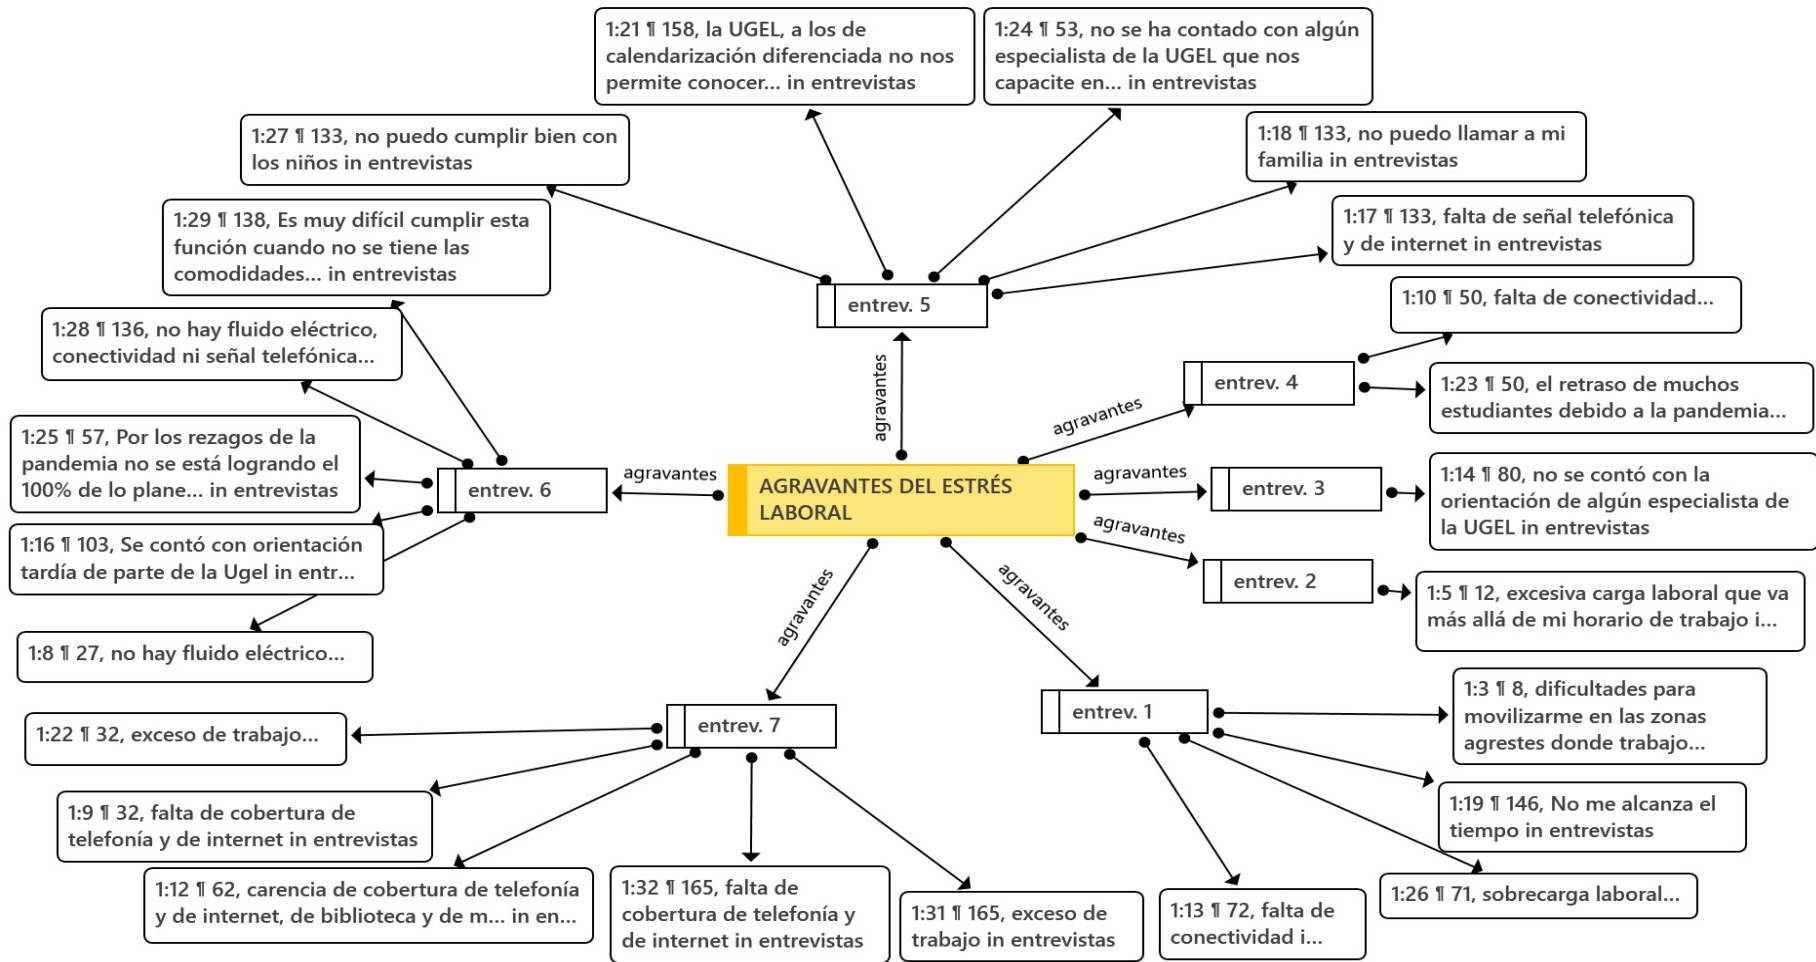 1:21 ¶ 158, la UGEL, a los de
calendarización diferenciada no nos
permite conocer... in entrevistas
1:24 ¶ 53, no se ha contado con algún
especialista de la UGEL que nos
capacite en... in entrevistas
1:27 ¶ 133, no puedo cumplir bien con
los niños in entrevistas
1:18 ¶ 133, no puedo llamar a mi
familia in entrevistas
1:29 ¶ 138, Es muy difícil cumplir esta
función cuando no se tiene las
comodidades... in entrevistas
1:17 ¶ 133, falta de señal telefónica
y de internet in entrevistas
entrev. 5
1:10 ¶ 50, falta de conectividad...
1:28 ¶ 136, no hay fluido eléctrico,
conectividad ni señal telefónica...
agravantes
entrev. 4
agravantes
1:23 ¶ 50, el retraso de muchos
estudiantes debido a la pandemia...
1:25 ¶ 57, Por los rezagos de la
pandemia no se está logrando el
100% de lo plane... in entrevistas
entrev. 6
agravantes
AGRAVANTES DEL ESTRÉS
LABORAL
agravantes
entrev. 3
1:14 ¶ 80, no se contó con la
orientación de algún especialista de
la UGEL in entrevistas
agravantes
1:16 ¶ 103, Se contó con orientación
tardía de parte de la Ugel in entr...
entrev. 2
1:5 ¶ 12, excesiva carga laboral que va
más allá de mi horario de trabajo i...
agravantes
agravantes
1:8 ¶ 27, no hay fluido eléctrico...
entrev. 7
entrev. 1
1:3 ¶ 8, dificultades para
movilizarme en las zonas
agrestes donde trabajo...
1:22 ¶ 32, exceso de trabajo...
1:9 ¶ 32, falta de cobertura de
telefonía y de internet in entrevistas
1:19 ¶ 146, No me alcanza el
tiempo in entrevistas
1:12 ¶ 62, carencia de cobertura de telefonía
y de internet, de biblioteca y de m... in en...
1:32 ¶ 165, falta de
cobertura de telefonía y
de internet in entrevistas
1:31 ¶ 165, exceso de
trabajo in entrevistas
1:13 ¶ 72, falta de
conectividad i...
1:26 ¶ 71, sobrecarga laboral...